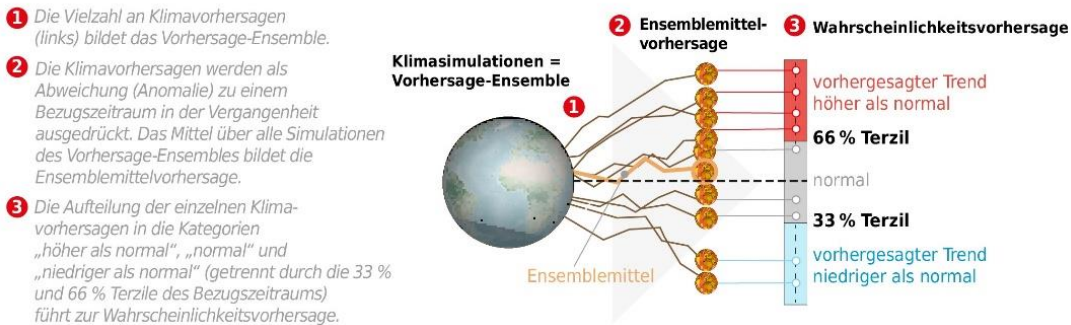 1 Die Vielzahl an Klimavorhersagen
(links) bildet das Vorhersage-Ensemble.
2 Die Klimavorhersagen werden als
Abweichung (Anomalie) zu einem
Bezugszeitraum in der Vergangenheit
ausgedrückt. Das Mittel über alle Simulationen
des Vorhersage-Ensembles bildet die
Ensemblemittelvorhersage.
3 Die Aufteilung der einzelnen Klima-
vorhersagen in die Kategorien
„höher als normal“, „normal“ und
„niedriger als normal“ (getrennt durch die 33 %
und 66 % Terzile des Bezugszeitraums)
führt zur Wahrscheinlichkeitsvorhersage.
Klimasimulationen =
Vorhersage-Ensemble
1
2 Ensemblemittel-
vorhersage
Ensemblemittel
3 Wahrscheinlichkeitsvorhersage
vorhergesagter Trend
höher als normal
66 % Terzil
normal
33 % Terzil
vorhergesagter Trend
niedriger als normal